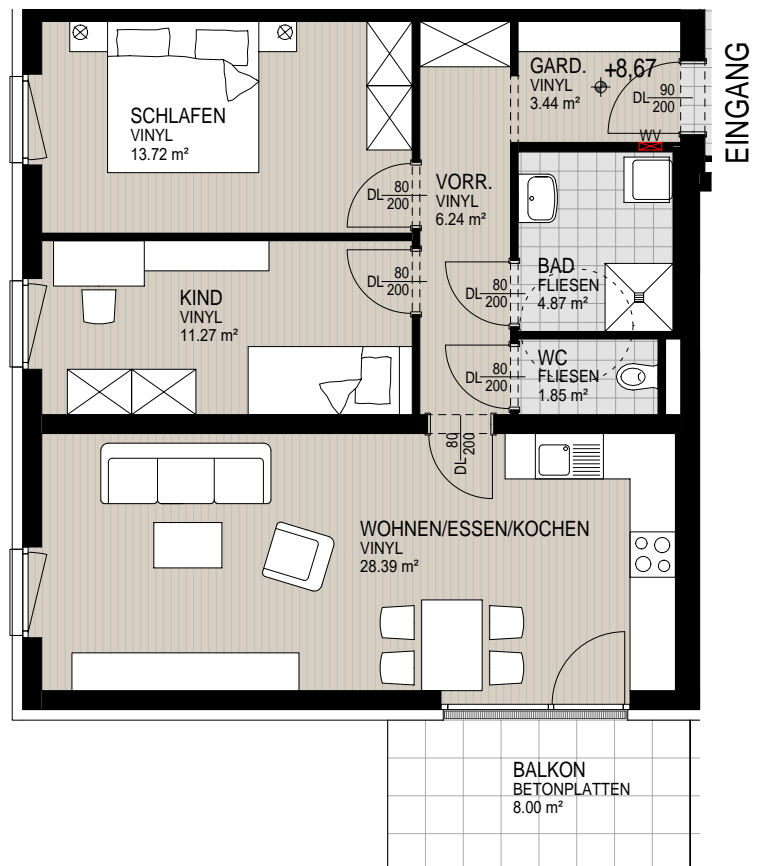 GARD.
+8,67
VINYL
3.44 m²
DL 90
200
EINGANG
WV
SCHLAFEN
VINYL
13.72 m²
DL 80
200
VORR.
VINYL
6.24 m²
KIND
VINYL
11.27 m²
DL 80
200
BAD
FLIESEN
4.87 m²
DL 80
200
WC
FLIESEN
1.85 m²
DL 80
200
DL 80
200
WOHNEN/ESSEN/KOCHEN
VINYL
28.39 m²
BALKON
BETONPLATTEN
8.00 m²